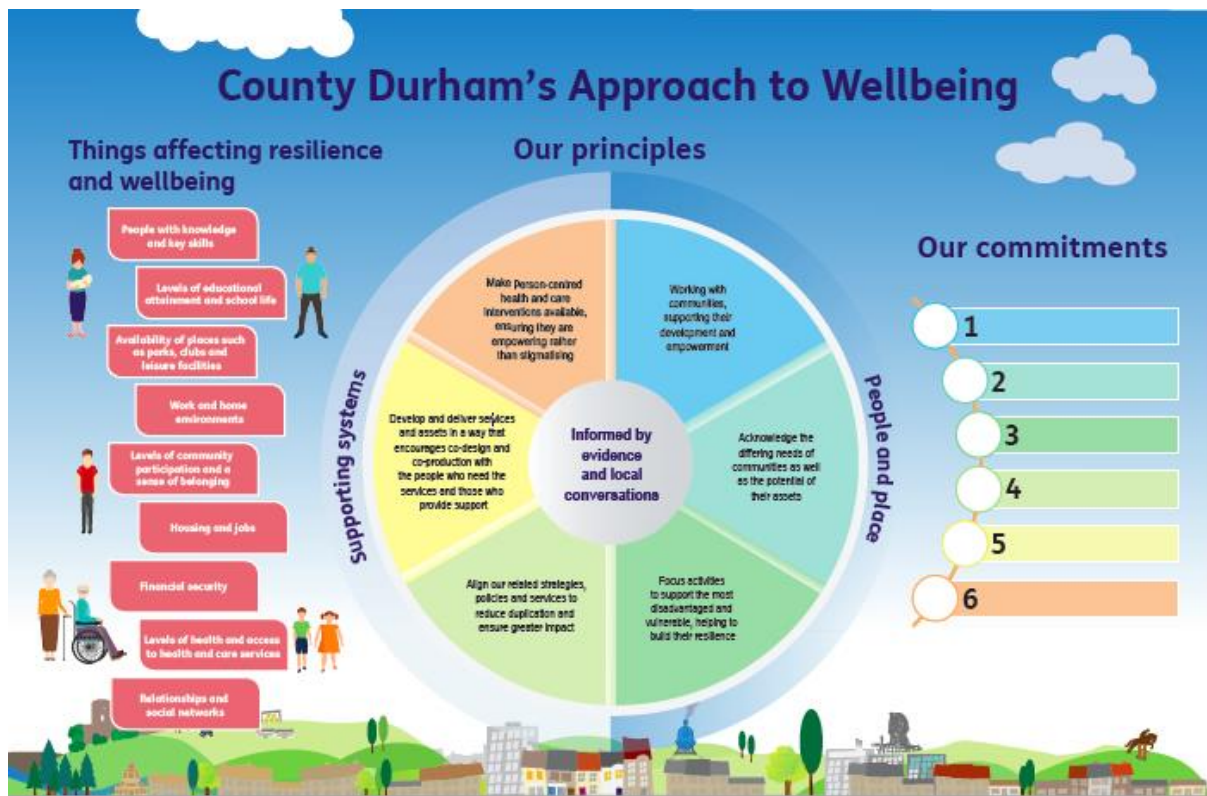 County Durham's Approach to Wellbeing
Things affecting resilience
and wellbeing
People with knowledge
and key skills
Levels of educational
attainment and school life
Availability of places such
as parks, clubs and
leisure facilities
Work and home
environments
Levels of community
participation and a
sense of belonging
Housing and jobs
Financial security
Levels of health and access
to health and care services
Relationships and
social networks
Our principles
Supporting systems
People and place
Make Person-centred
health and care
interventions available,
ensuring they are
empowering rather
than stigmatising
Working with
communities,
supporting their
development and
empowerment
Develop and deliver services
and assets in a way that
encourages co-design and
co-production with
the people who need the
services and those who
provide support
Informed by
evidence
and local
conversations
Acknowledge the
differing needs of
communities as well
as the potential of
their assets
Align our related strategies,
policies and services to
reduce duplication and
ensure greater impact
Focus activities
to support the most
disadvantaged and
vulnerable, helping to
build their resilience
Our commitments
1
2
3
4
5
6